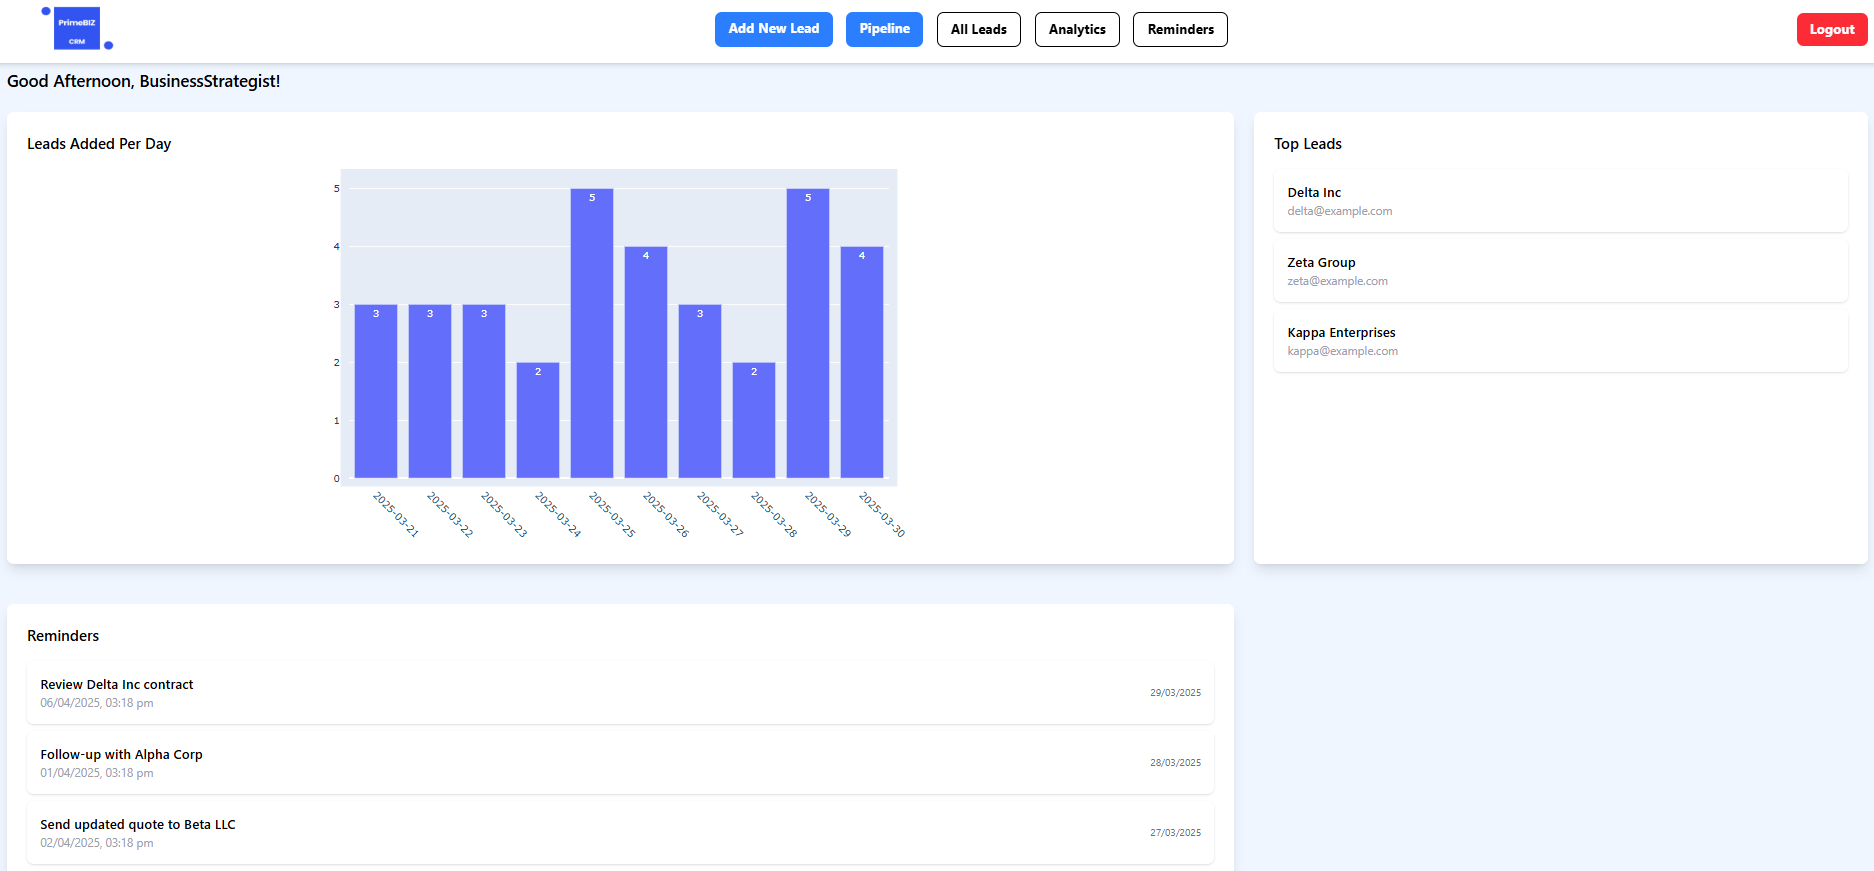 PrimeBIZ
CRM
Add New Lead
Pipeline
All Leads
Analytics
Reminders
Logout
Good Afternoon, BusinessStrategist!
Leads Added Per Day
5
4
3
2
1
0
3
3
3
2
5
4
3
2
5
4
2025-03-21
2025-03-22
2025-03-23
2025-03-24
2025-03-25
2025-03-26
2025-03-27
2025-03-28
2025-03-29
2025-03-30
Top Leads
Delta Inc
delta@example.com
Zeta Group
zeta@example.com
Kappa Enterprises
kappa@example.com
Reminders
Review Delta Inc contract
06/04/2025, 03:18 pm
29/03/2025
Follow-up with Alpha Corp
01/04/2025, 03:18 pm
28/03/2025
Send updated quote to Beta LLC
02/04/2025, 03:18 pm
27/03/2025